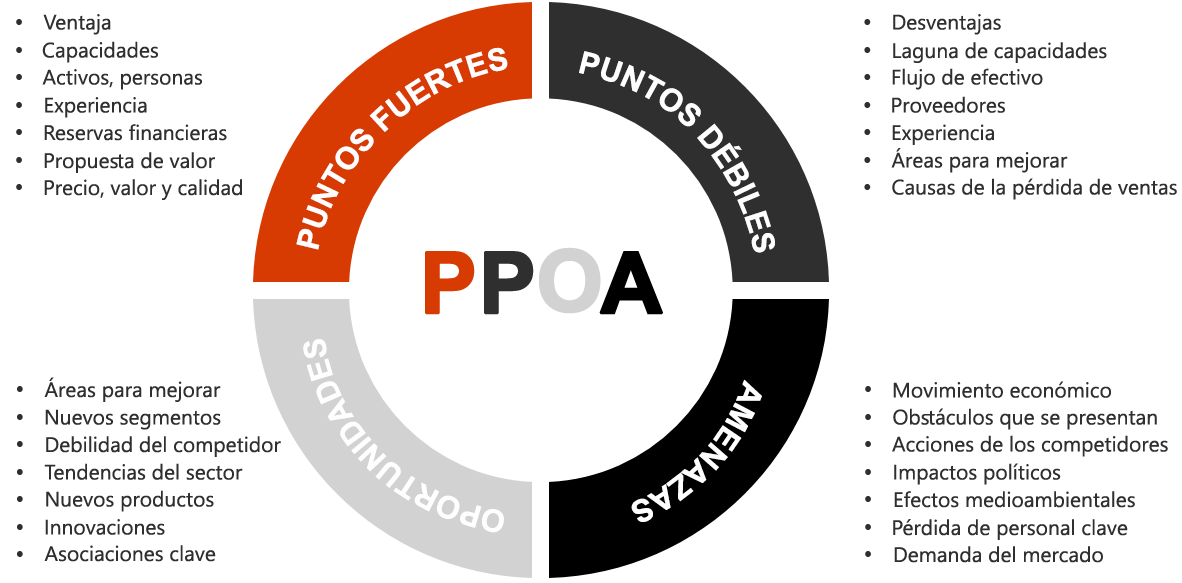 • Ventaja
• Capacidades
• Activos, personas
• Experiencia
• Reservas financieras
• Propuesta de valor
• Precio, valor y calidad
PUNTOS FUERTES
PUNTOS DÉBILES
• Desventajas
• Laguna de capacidades
• Flujo de efectivo
• Proveedores
• Experiencia
• Áreas para mejorar
• Causas de la pérdida de ventas
PPOA
• Áreas para mejorar
• Nuevos segmentos
• Debilidad del competidor
• Tendencias del sector
• Nuevos productos
• Innovaciones
• Asociaciones clave
OPORTUNIDADES
AMENAZAS
• Movimiento económico
• Obstáculos que se presentan
• Acciones de los competidores
• Impactos políticos
• Efectos medioambientales
• Pérdida de personal clave
• Demanda del mercado